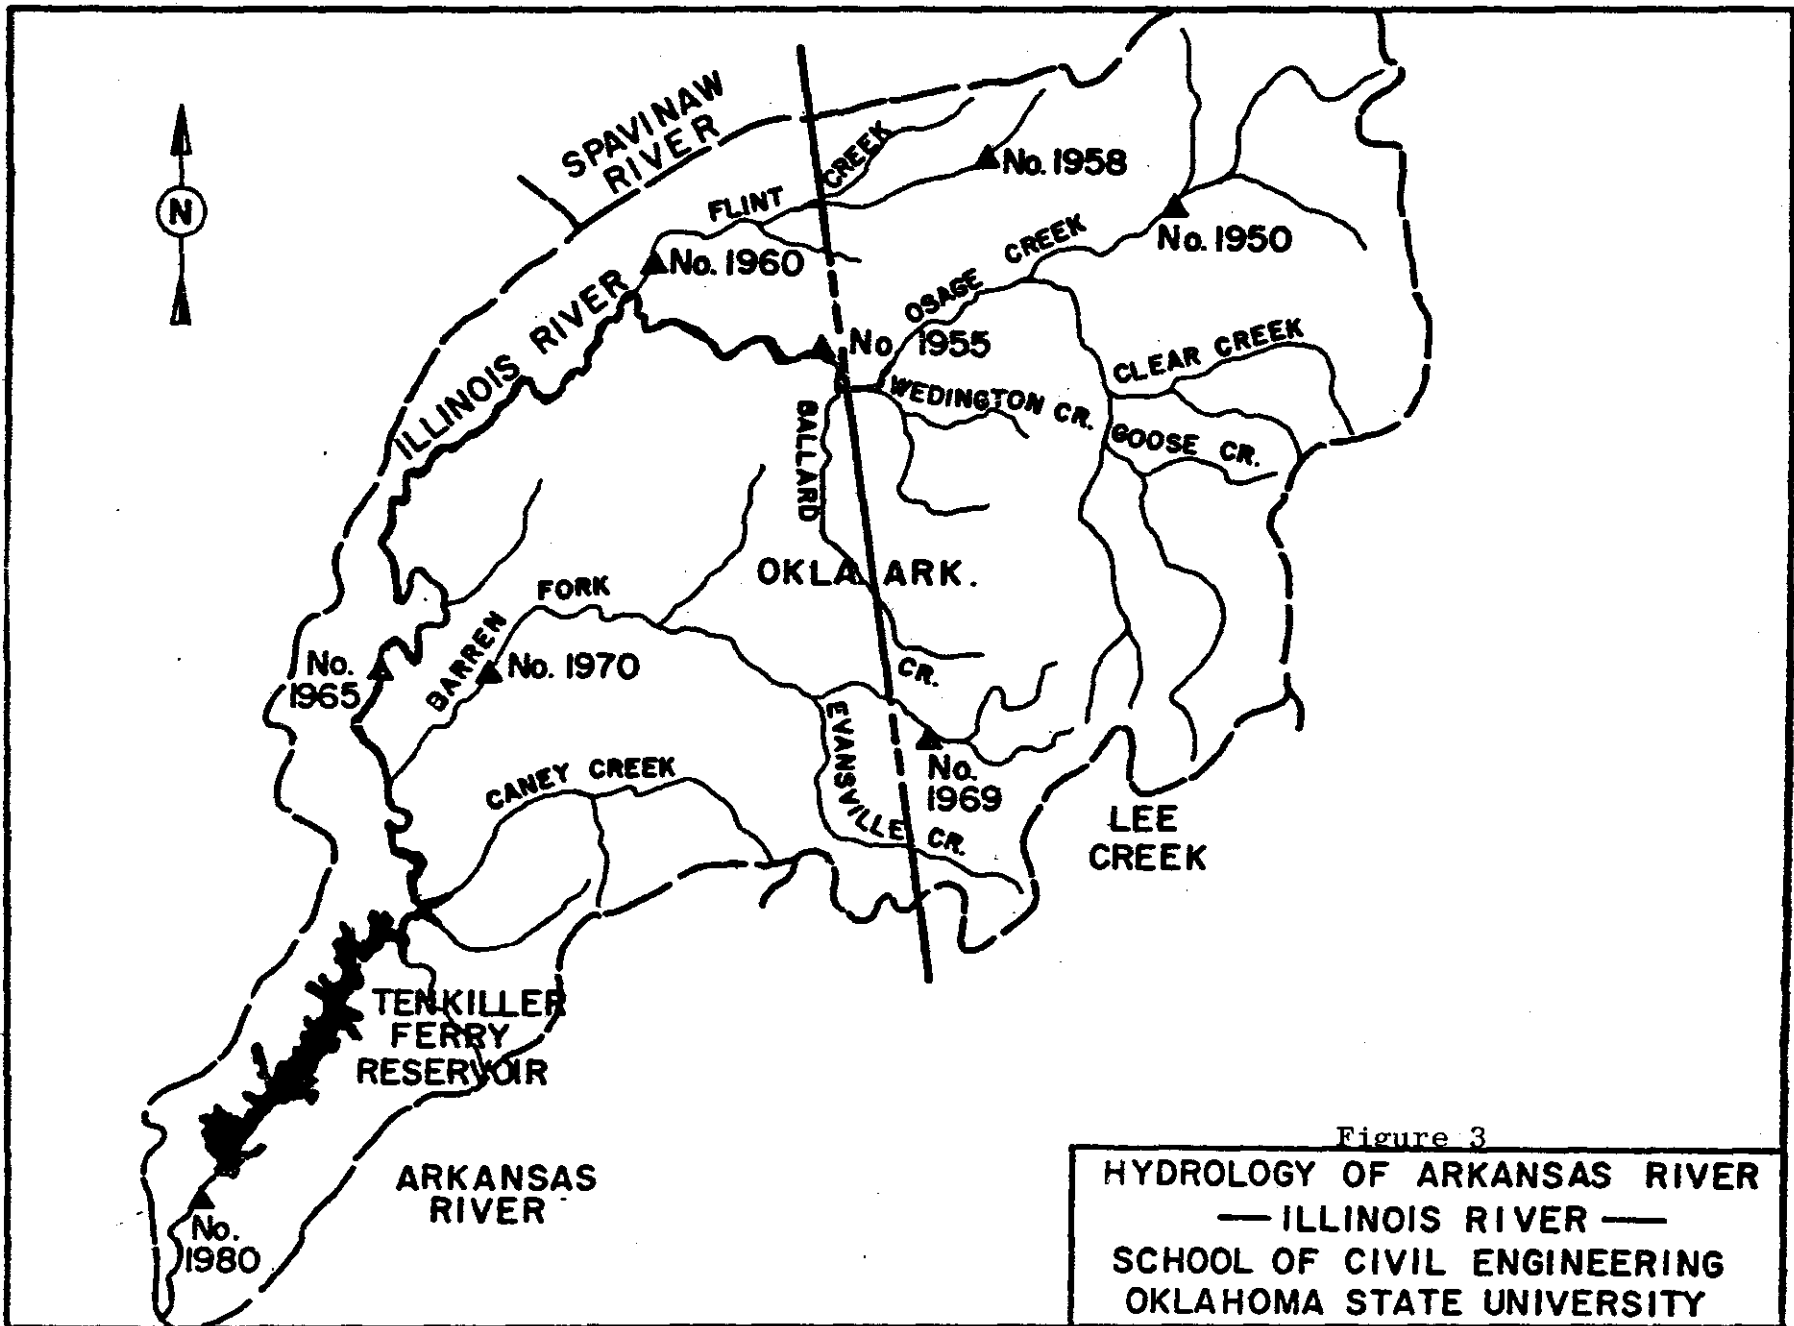 SPAVINAW
RIVER
N
FLINT CREEK
No. 1958
No. 1950
No. 1960
OSAGE CREEK
ILLINOIS RIVER
No. 1955
CLEAR CREEK
WEDINGTON CR.
GOOSE CR.
BALLARD CR.
OKLA. ARK.
BARREN FORK
No.
1965
No. 1970
EVANSVILLE CR.
No.
1969
CANEY CREEK
LEE
CREEK
TENKILLER
FERRY
RESERVOIR
ARKANSAS
RIVER
No.
1980
Figure 3
HYDROLOGY OF ARKANSAS RIVER
— ILLINOIS RIVER —
SCHOOL OF CIVIL ENGINEERING
OKLAHOMA STATE UNIVERSITY